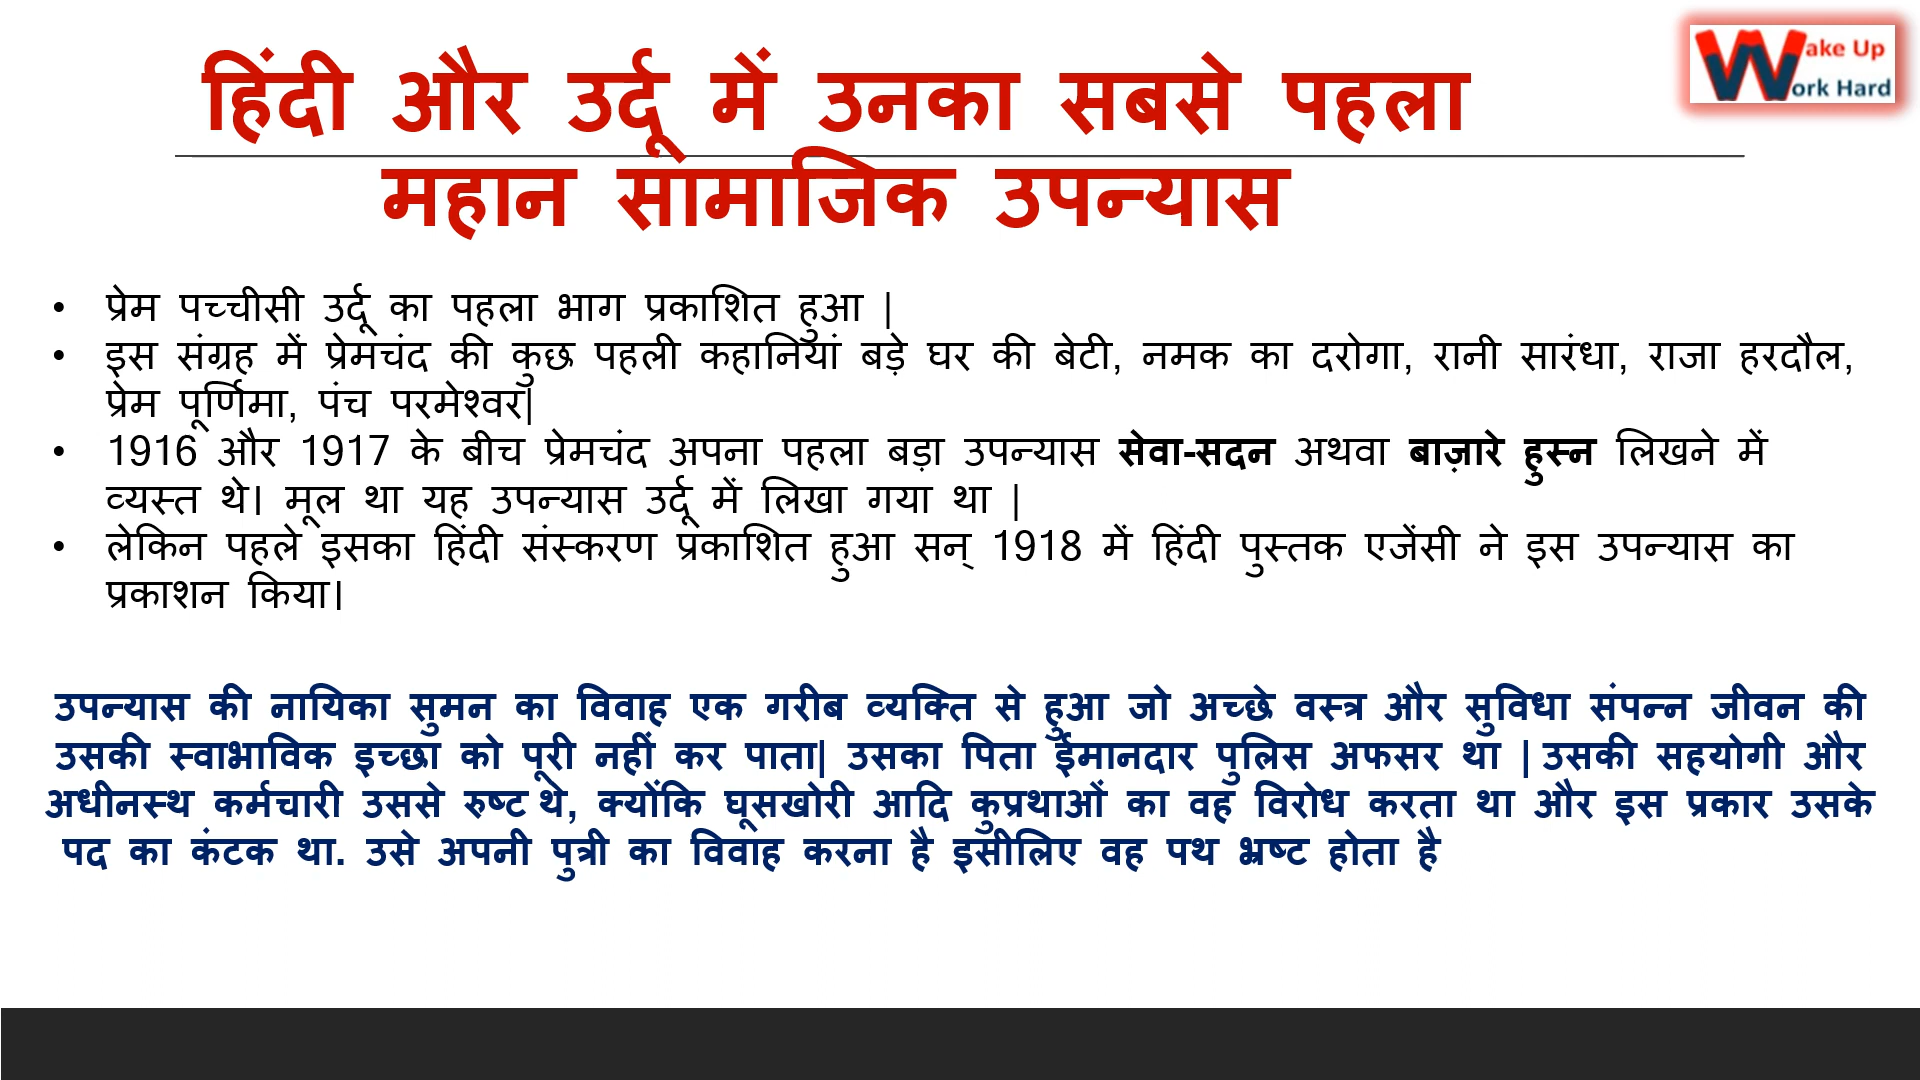 हिंदी और उर्दू में उनका सबसे पहला
महान सामाजिक उपन्यास
Wake Up
Work Hard
• प्रेम पच्चीसी उर्दू का पहला भाग प्रकाशित हुआ |
• इस संग्रह में प्रेमचंद की कुछ पहली कहानियां बड़े घर की बेटी, नमक का दरोगा, रानी सारंधा, राजा हरदौल,
प्रेम पूर्णिमा, पंच परमेश्वर|
• 1916 और 1917 के बीच प्रेमचंद अपना पहला बड़ा उपन्यास सेवा-सदन अथवा बाज़ारे हुस्न लिखने में
व्यस्त थे। मूल था यह उपन्यास उर्दू में लिखा गया था |
• लेकिन पहले इसका हिंदी संस्करण प्रकाशित हुआ सन् 1918 में हिंदी पुस्तक एजेंसी ने इस उपन्यास का
प्रकाशन किया।
उपन्यास की नायिका सुमन का विवाह एक गरीब व्यक्ति से हुआ जो अच्छे वस्त्र और सुविधा संपन्न जीवन की
उसकी स्वाभाविक इच्छा को पूरी नहीं कर पाता| उसका पिता ईमानदार पुलिस अफसर था | उसकी सहयोगी और
अधीनस्थ कर्मचारी उससे रुष्ट थे, क्योंकि घूसखोरी आदि कुप्रथाओं का वह विरोध करता था और इस प्रकार उसके
पद का कंटक था. उसे अपनी पुत्री का विवाह करना है इसीलिए वह पथ भ्रष्ट होता है